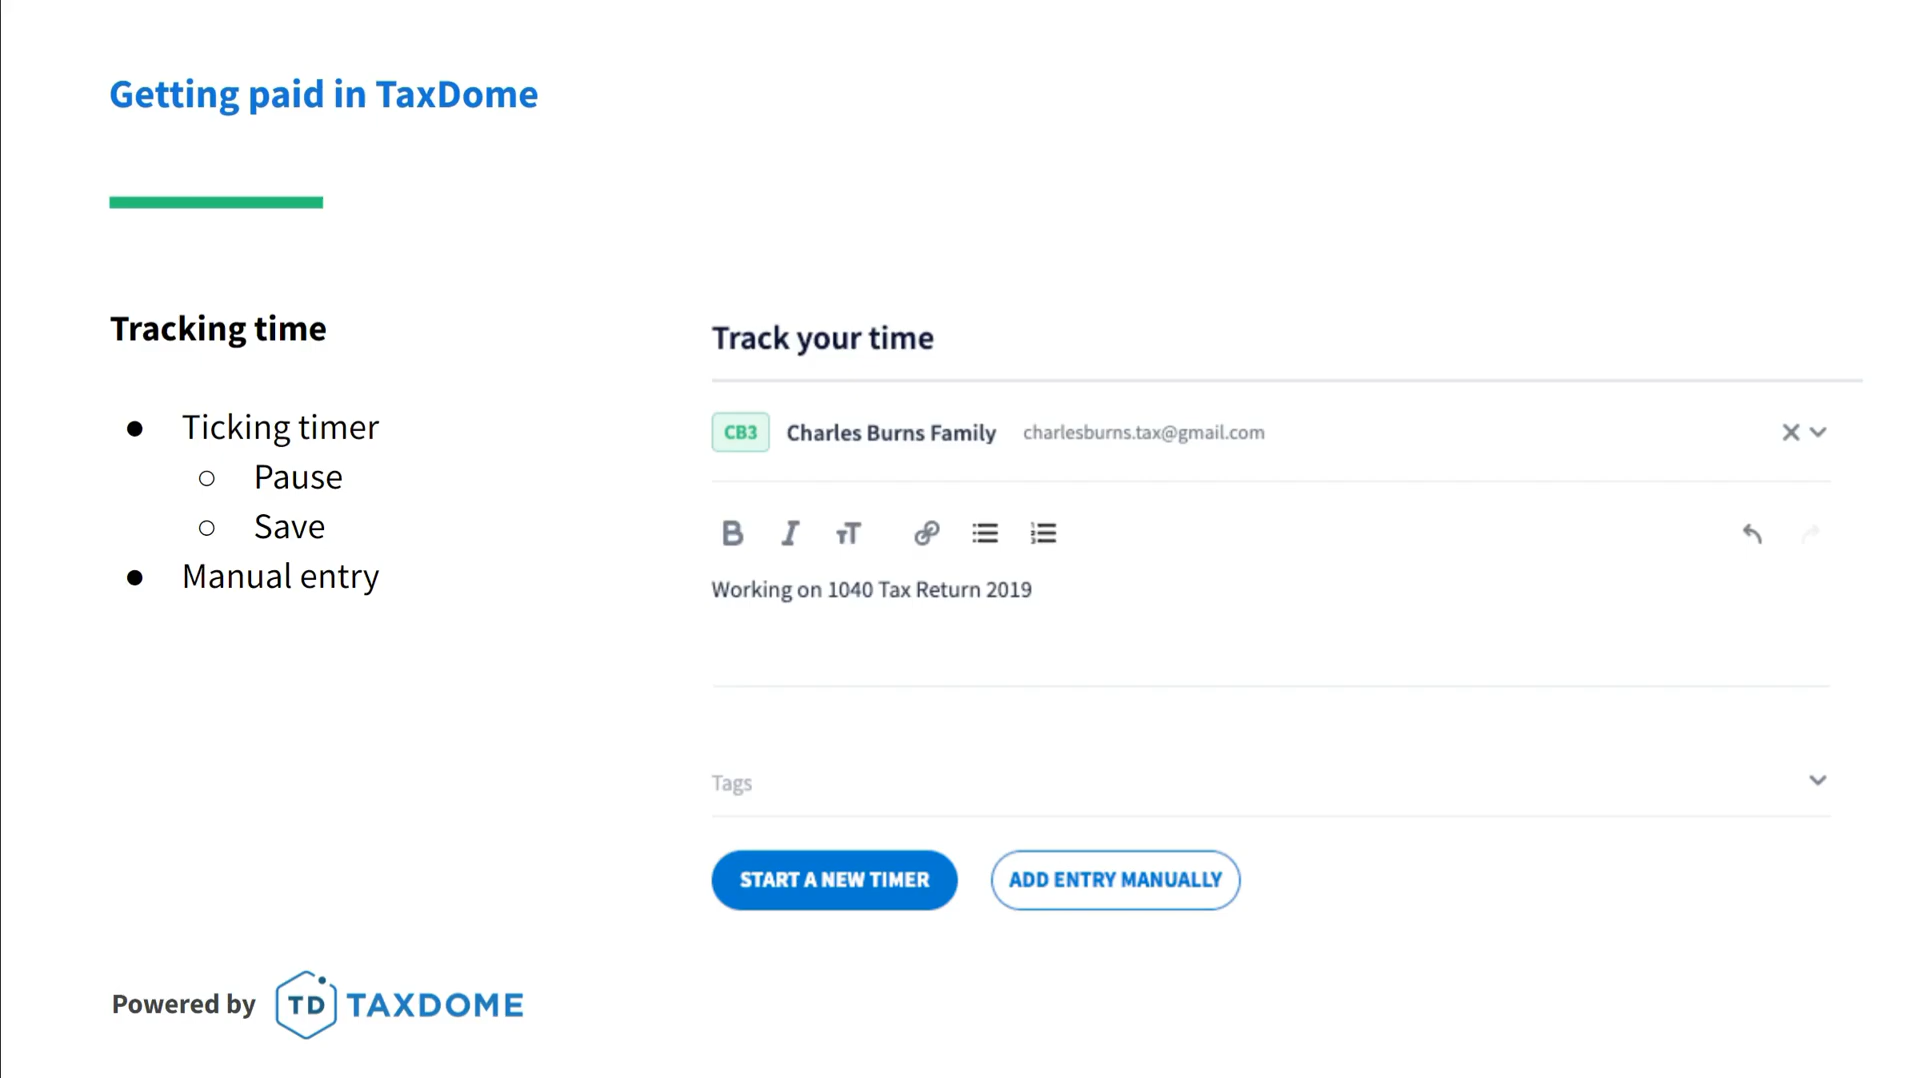 Getting paid in TaxDome
Tracking time
● Ticking timer
○ Pause
○ Save
● Manual entry
Track your time
CB3 Charles Burns Family charlesburns.tax@gmail.com
Working on 1040 Tax Return 2019
Tags
START A NEW TIMER ADD ENTRY MANUALLY
Powered by TD TAXDOME